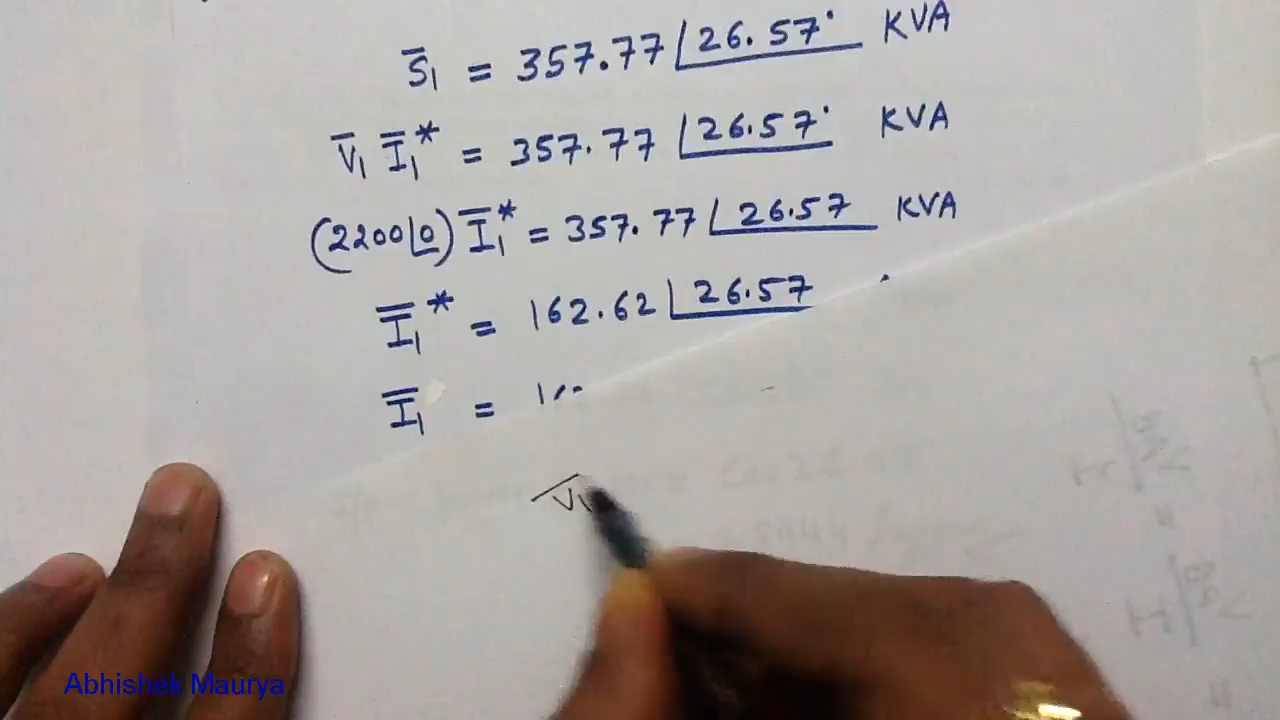 S̄₁ = 357.77 ∠26.57° KVA
V̄₁ Ī₁* = 357.77 ∠26.57° KVA
(2200∠0) Ī₁* = 357.77 ∠26.57 KVA
Ī₁* = 162.62 ∠26.57
Ī₁ =
V̄₁
Abhishek Maurya